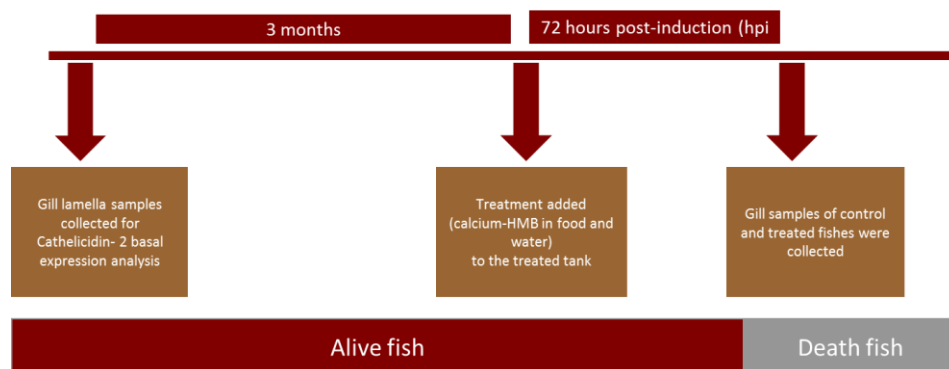 3 months
72 hours post-induction (hpi
Gill lamella samples
collected for
Cathelicidin- 2 basal
expression analysis
Treatment added
(calcium-HMB in food and
water)
to the treated tank
Gill samples of control
and treated fishes were
collected
Alive fish
Death fish